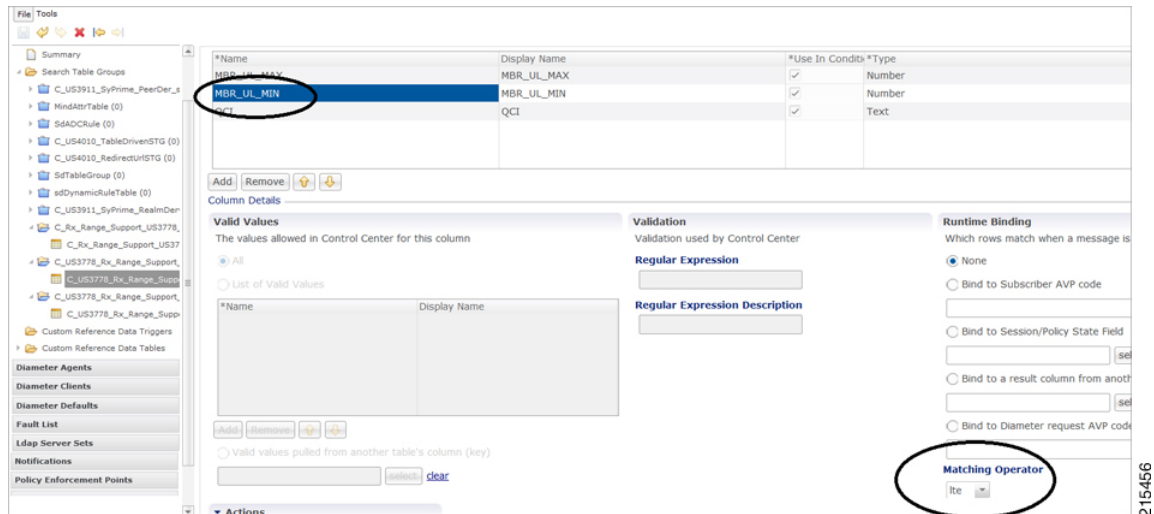 File Tools
Summary
Search Table Groups
C_US3911_SyPrime_PeerDer_s
MindAttrTable (0)
SdADCRule (0)
C_US4010_TableDrivenSTG (0)
C_US4010_RedirectUrlSTG (0)
SdTableGroup (0)
sdDynamicRuleTable (0)
C_US3911_SyPrime_RealmDer
C_Rx_Range_Support_US3778_
C_Rx_Range_Support_US37
C_US3778_Rx_Range_Support_
C_US3778_Rx_Range_Supp
C_US3778_Rx_Range_Support_
C_US3778_Rx_Range_Supp
Custom Reference Data Triggers
Custom Reference Data Tables
Diameter Agents
Diameter Clients
Diameter Defaults
Fault List
Ldap Server Sets
Notifications
Policy Enforcement Points
*Name Display Name *Use In Conditi *Type
MBR_UL_MAX MBR_UL_MAX Number
MBR_UL_MIN MBR_UL_MIN Number
QCI QCI Text
Add Remove
Column Details
Valid Values
The values allowed in Control Center for this column
All
List of Valid Values
*Name Display Name
Add Remove
Valid values pulled from another table's column (key)
select clear
Actions
Validation
Validation used by Control Center
Regular Expression
Regular Expression Description
Runtime Binding
Which rows match when a message is
None
Bind to Subscriber AVP code
Bind to Session/Policy State Field
sel
Bind to a result column from anoth
sel
Bind to Diameter request AVP code
Matching Operator
lte
215456